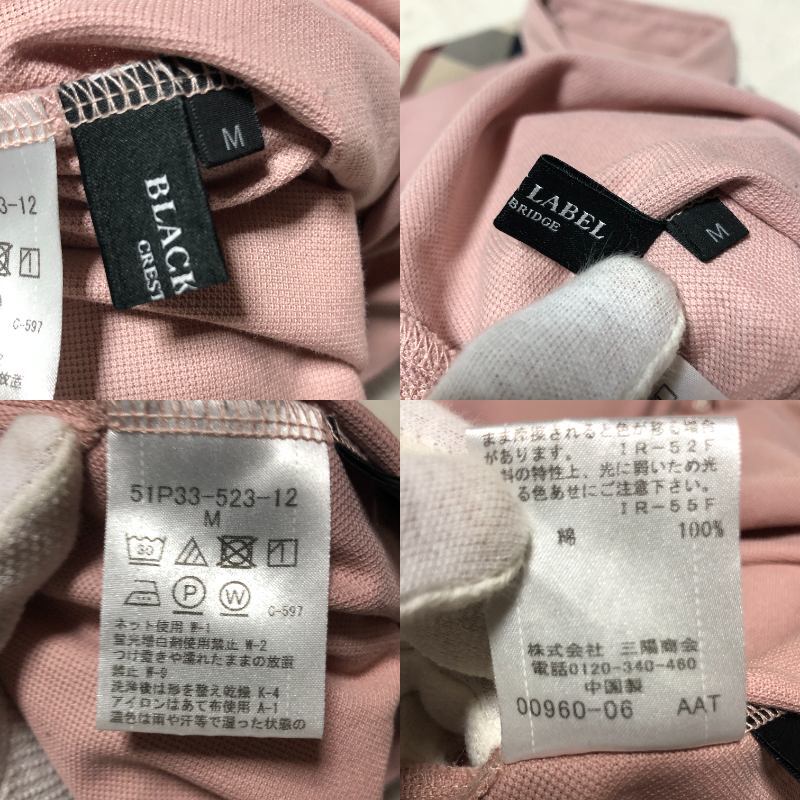 M
BLACK
CREST
3-12
C-597
放置
LABEL
BRIDGE
M
51P33-523-12
M
30
P
W
C-597
ネット使用 W-1
蛍光増白剤使用禁止 W-2
つけ置きや濡れたままの放置
禁止 W-9
洗濯後は形を整え乾燥 K-4
アイロンはあて布使用 A-1
濃色は雨や汗等で湿った状態の
まま摩擦されると色が移る場合
があります。 IR-52F
料の特性上、光に弱いため光
る色あせにご注意下さい。
IR-55F
綿 100%
株式会社 三陽商会
電話0120-340-460
中国製
00960-06 AAT